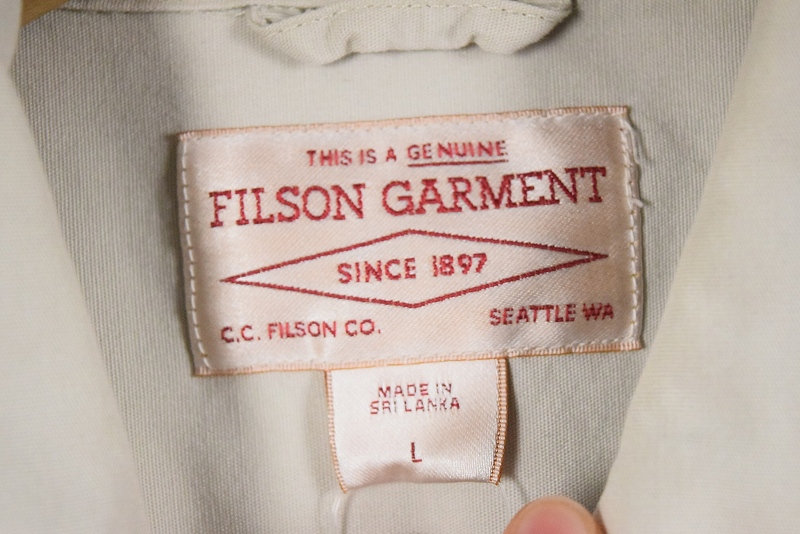 THIS IS A GENUINE
FILSON GARMENT
SINCE 1897
C.C. FILSON CO. SEATTLE WA
MADE IN
SRI LANKA
L